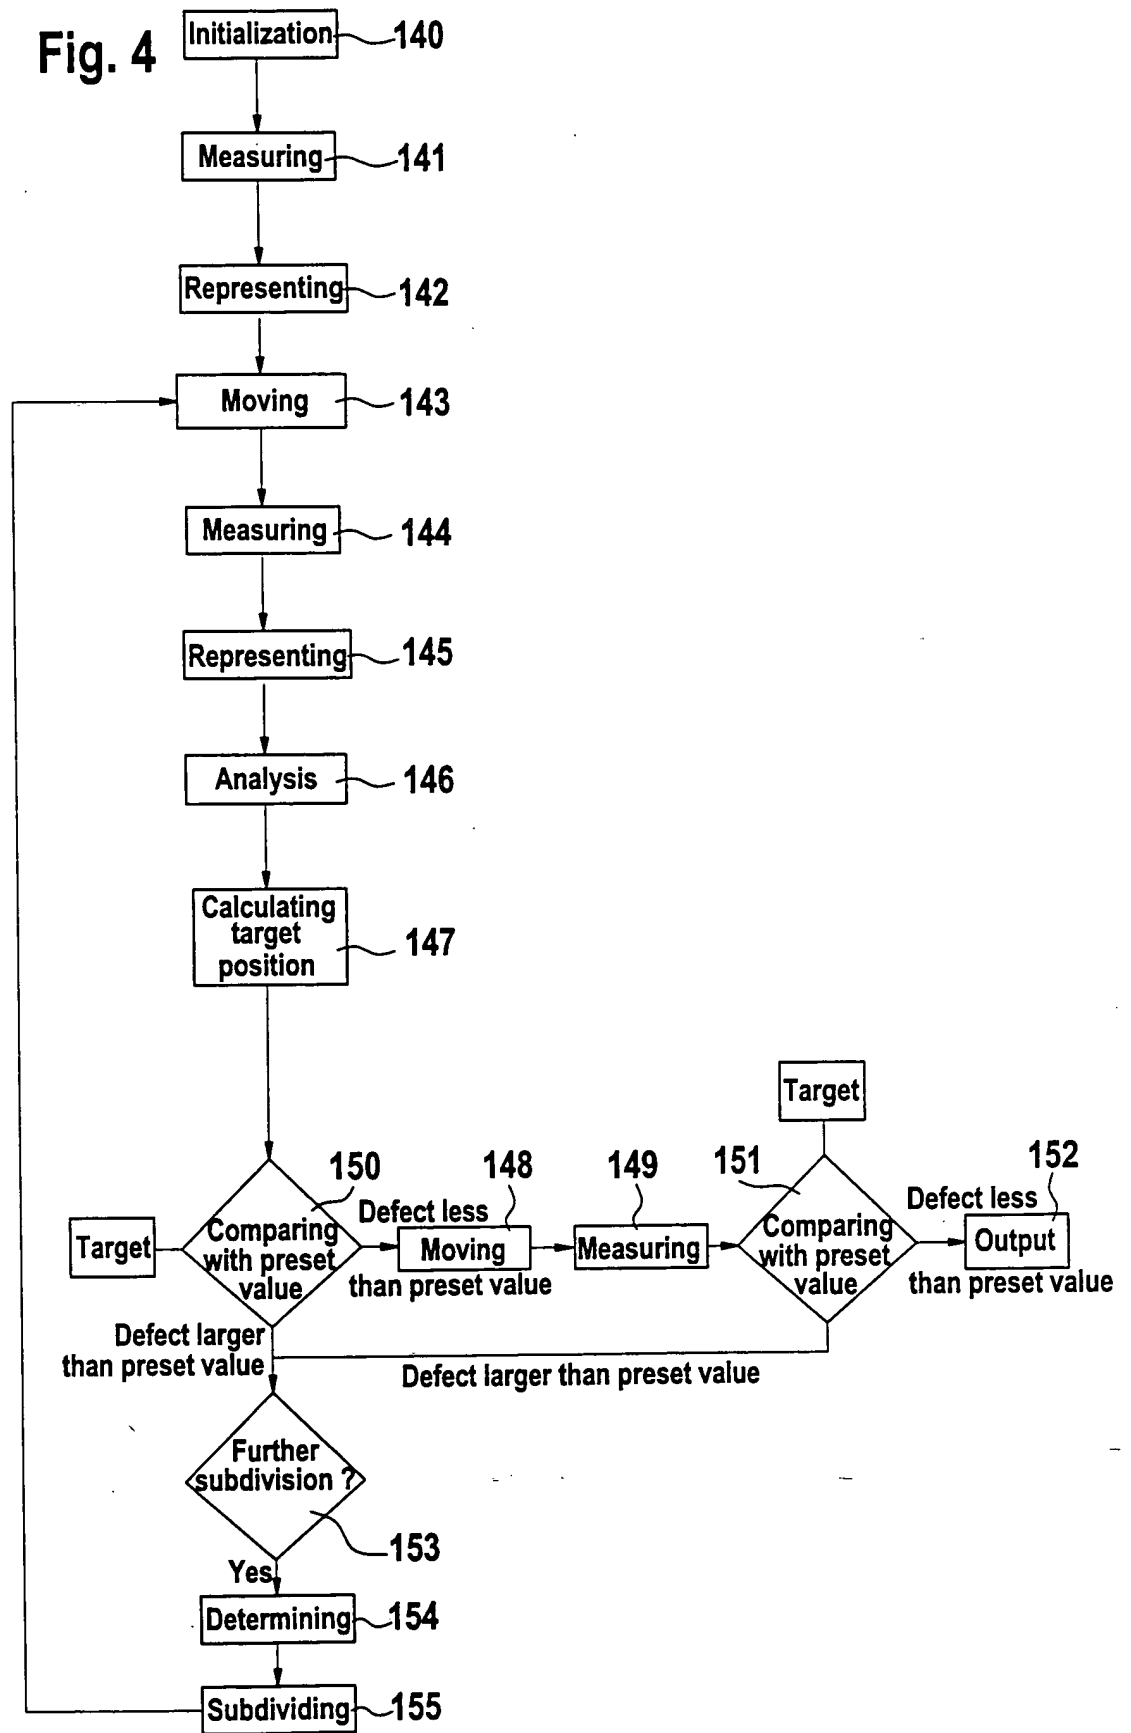 Fig. 4
Initialization
140
Measuring
141
Representing
142
Moving
143
Measuring
144
Representing
145
Analysis
146
Calculating
target
position
147
Target
150
Comparing
with preset
value
Defect less
than preset value
148
Moving
149
Measuring
Target
151
Comparing
with preset
value
Defect less
than preset value
152
Output
Defect larger
than preset value
Defect larger than preset value
Further
subdivision ?
153
Yes
Determining
154
Subdividing
155